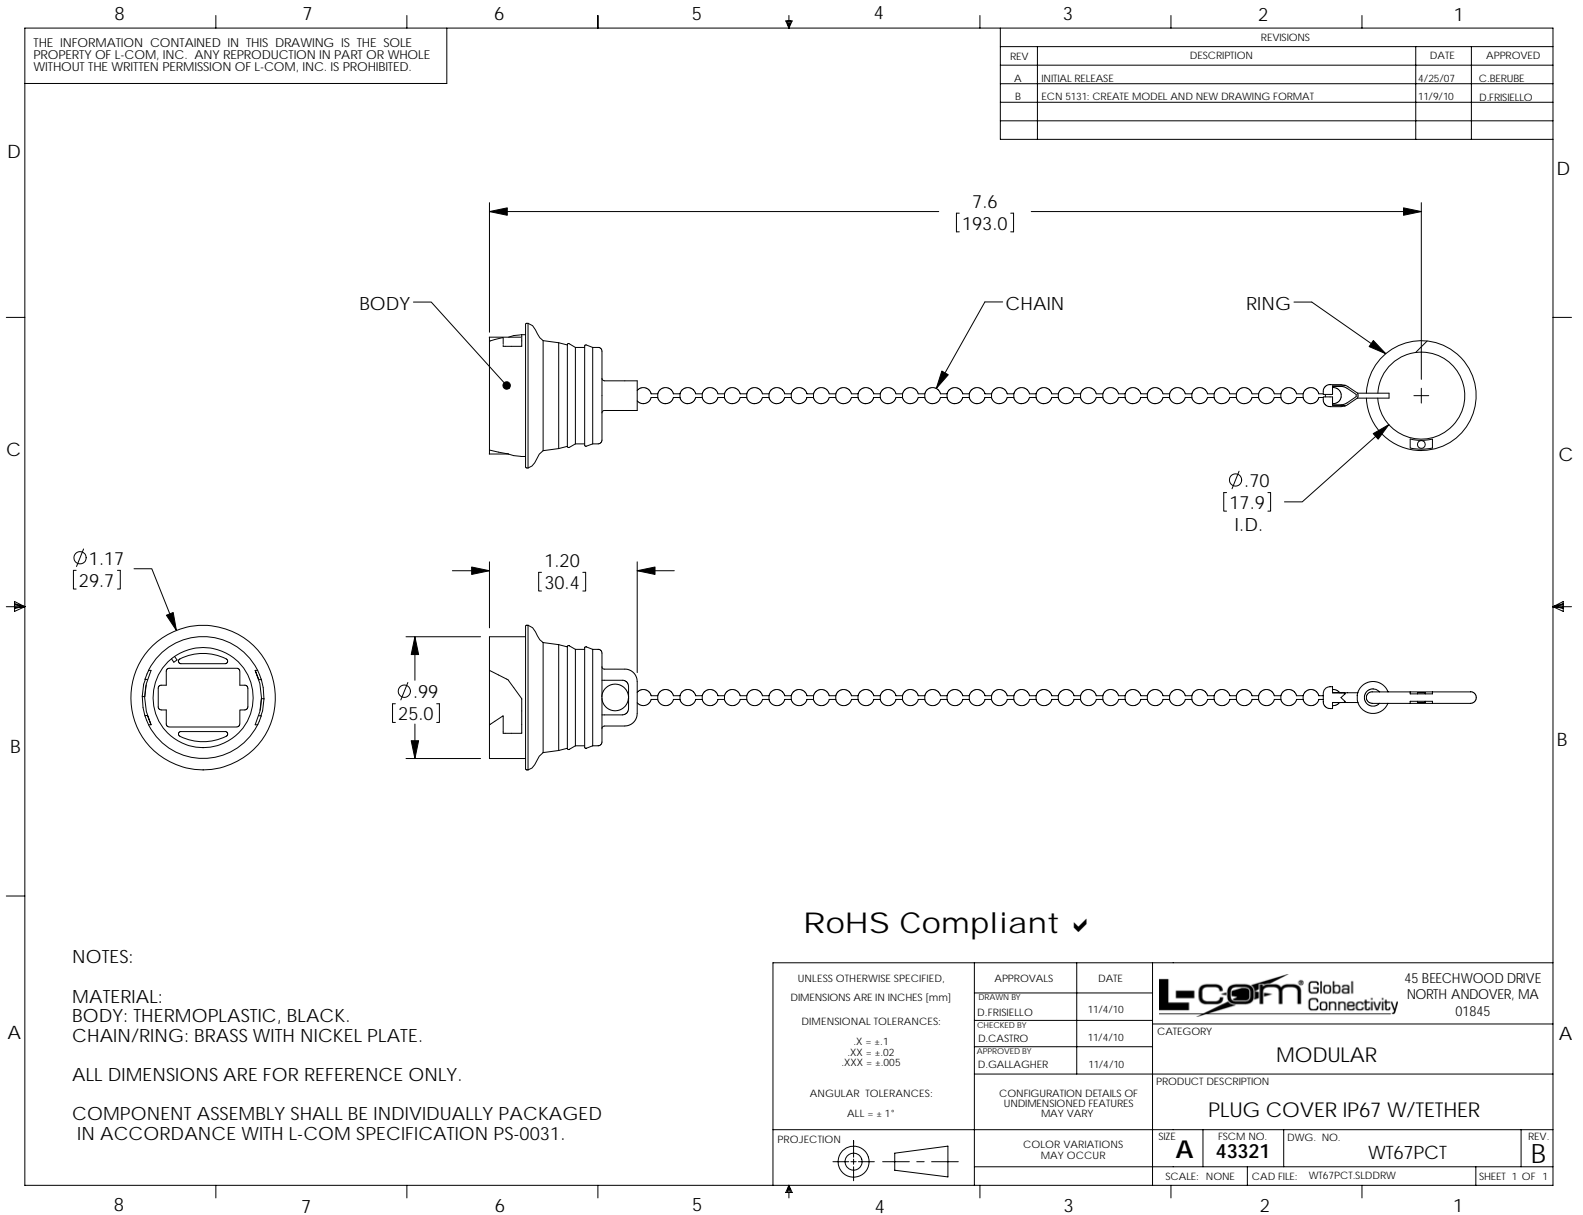 8 7 6 5 4 3 2 1
THE INFORMATION CONTAINED IN THIS DRAWING IS THE SOLE
PROPERTY OF L-COM, INC. ANY REPRODUCTION IN PART OR WHOLE
WITHOUT THE WRITTEN PERMISSION OF L-COM, INC. IS PROHIBITED.
REVISIONS
REV DESCRIPTION DATE APPROVED
A INITIAL RELEASE 4/25/07 C.BERUBE
B ECN 5131: CREATE MODEL AND NEW DRAWING FORMAT 11/9/10 D.FRISIELLO
D D
7.6
[193.0]
BODY CHAIN RING
C C
Ø.70
[17.9]
I.D.
Ø1.17
[29.7]
1.20
[30.4]
Ø.99
[25.0]
B B
RoHS Compliant
NOTES:
MATERIAL:
BODY: THERMOPLASTIC, BLACK.
CHAIN/RING: BRASS WITH NICKEL PLATE.
ALL DIMENSIONS ARE FOR REFERENCE ONLY.
COMPONENT ASSEMBLY SHALL BE INDIVIDUALLY PACKAGED
IN ACCORDANCE WITH L-COM SPECIFICATION PS-0031.
A A
UNLESS OTHERWISE SPECIFIED,
DIMENSIONS ARE IN INCHES [mm]
DIMENSIONAL TOLERANCES:
.X = ±.1
.XX = ±.02
.XXX = ±.005
ANGULAR TOLERANCES:
ALL = ± 1°
PROJECTION
APPROVALS DATE
DRAWN BY
D.FRISIELLO 11/4/10
CHECKED BY
D.CASTRO 11/4/10
APPROVED BY
D.GALLAGHER 11/4/10
CONFIGURATION DETAILS OF
UNDIMENSIONED FEATURES
MAY VARY
COLOR VARIATIONS
MAY OCCUR
L-com® Global
Connectivity
45 BEECHWOOD DRIVE
NORTH ANDOVER, MA
01845
CATEGORY
MODULAR
PRODUCT DESCRIPTION
PLUG COVER IP67 W/TETHER
SIZE A
FSCM NO. 43321
DWG. NO. WT67PCT
REV. B
SCALE: NONE CAD FILE: WT67PCT.SLDDRW SHEET 1 OF 1
8 7 6 5 4 3 2 1